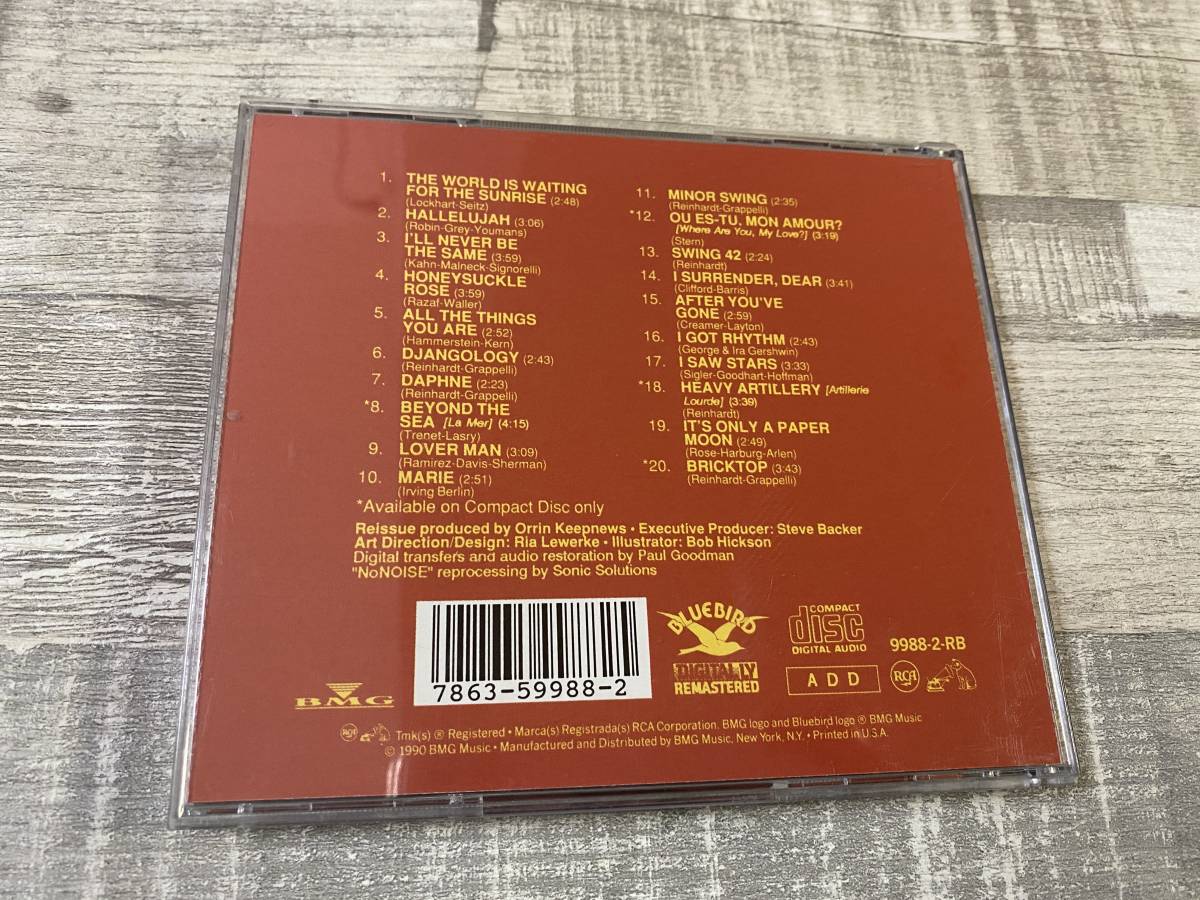 1. THE WORLD IS WAITING
FOR THE SUNRISE (2:48)
(Lockhart-Seitz)
2. HALLELUJAH (3:06)
(Robin-Grey-Youmans)
3. I'LL NEVER BE
THE SAME (3:59)
(Kahn-Malneck-Signorelli)
4. HONEYSUCKLE
ROSE (3:59)
(Razaf-Waller)
5. ALL THE THINGS
YOU ARE (2:52)
(Hammerstein-Kern)
6. DJANGOLOGY (2:43)
(Reinhardt-Grappelli)
7. DAPHNE (2:23)
(Reinhardt-Grappelli)
*8. BEYOND THE
SEA [La Mer] (4:15)
(Trenet-Lasry)
9. LOVER MAN (3:09)
(Ramirez-Davis-Sherman)
10. MARIE (2:51)
(Irving Berlin)
11. MINOR SWING (2:35)
(Reinhardt-Grappelli)
*12. OU ES-TU, MON AMOUR?
[Where Are You, My Love?] (3:19)
(Stern)
13. SWING 42 (2:24)
(Reinhardt)
14. I SURRENDER, DEAR (3:41)
(Clifford-Barris)
15. AFTER YOU'VE
GONE (2:59)
(Creamer-Layton)
16. I GOT RHYTHM (2:43)
(George & Ira Gershwin)
17. I SAW STARS (3:33)
(Sigler-Goodhart-Hoffman)
*18. HEAVY ARTILLERY [Artillerie
Lourde] (3:39)
(Reinhardt)
19. IT'S ONLY A PAPER
MOON (2:49)
(Rose-Harburg-Arlen)
*20. BRICKTOP (3:43)
(Reinhardt-Grappelli)
*Available on Compact Disc only
Reissue produced by Orrin Keepnews • Executive Producer: Steve Backer
Art Direction/Design: Ria Lewerke • Illustrator: Bob Hickson
Digital transfers and audio restoration by Paul Goodman
"NoNOISE" reprocessing by Sonic Solutions
BMG
7863-59988-2
BLUEBIRD
DIGITALLY
REMASTERED
COMPACT
disc
DIGITAL AUDIO
ADD
9988-2-RB
RCA
RCA Tmk(s) ® Registered • Marca(s) Registrada(s) RCA Corporation. BMG logo and Bluebird logo ® BMG Music
© 1990 BMG Music • Manufactured and Distributed by BMG Music, New York, N.Y. • Printed in U.S.A.